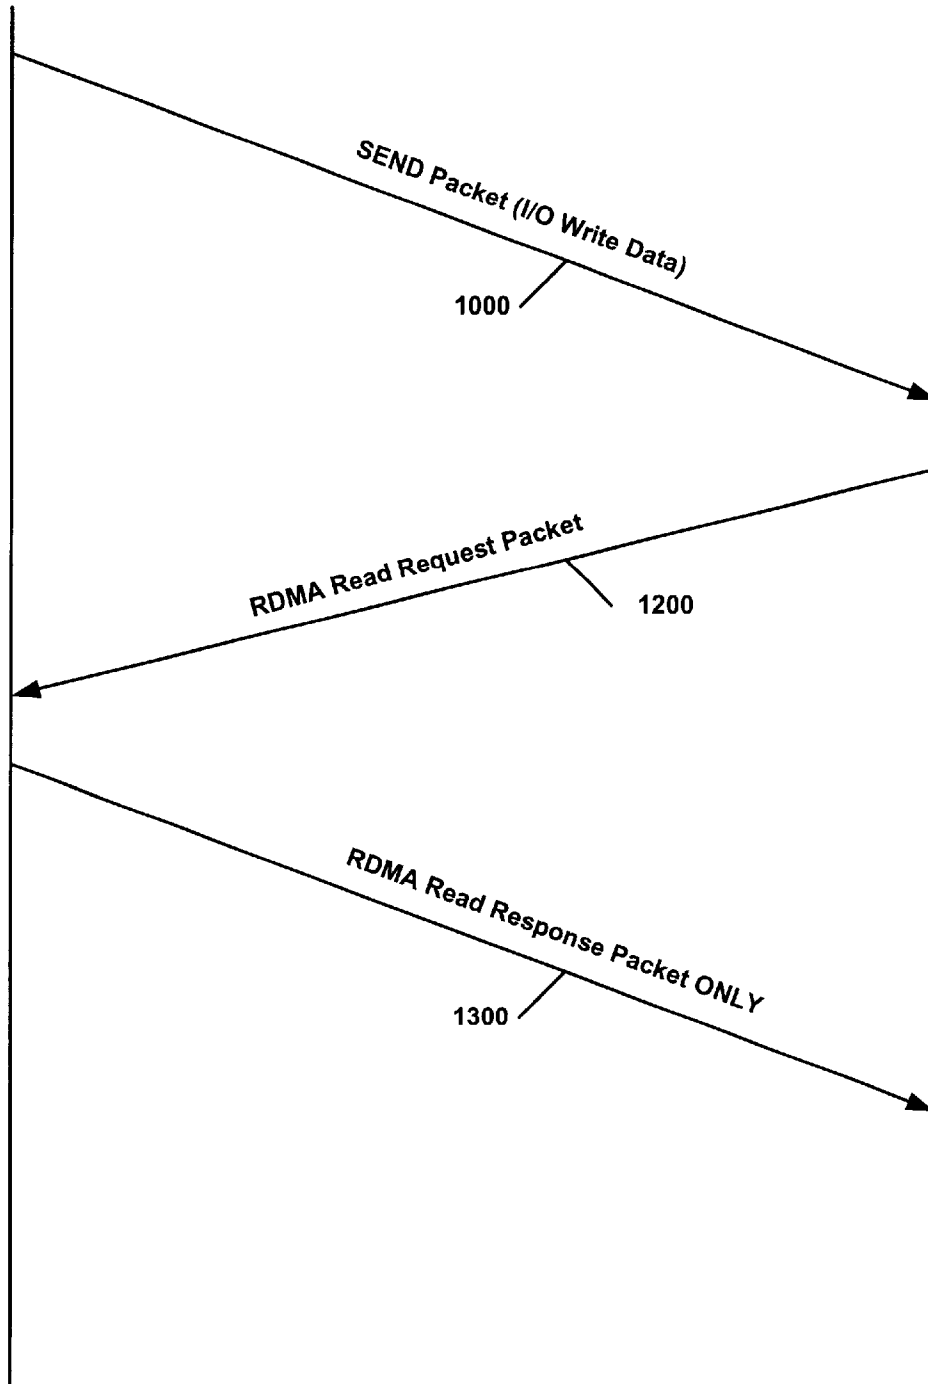 SEND Packet (I/O Write Data)
1000
RDMA Read Request Packet
1200
RDMA Read Response Packet ONLY
1300